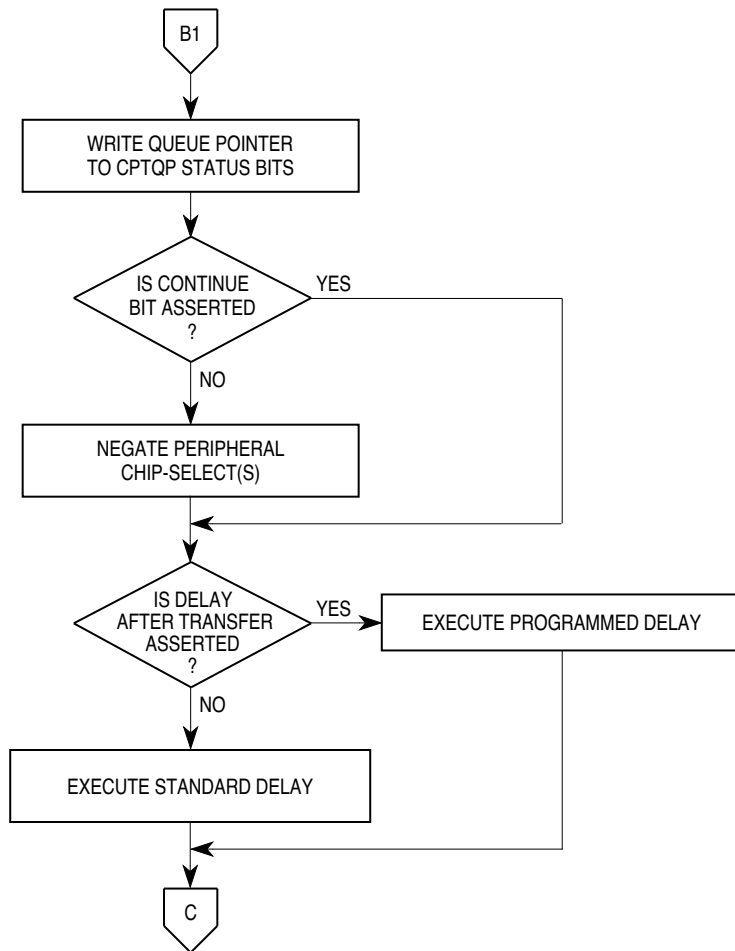 B1
WRITE QUEUE POINTER
TO CPTQP STATUS BITS
IS CONTINUE
BIT ASSERTED
?
YES
NO
NEGATE PERIPHERAL
CHIP-SELECT(S)
IS DELAY
AFTER TRANSFER
ASSERTED
?
YES
EXECUTE PROGRAMMED DELAY
NO
EXECUTE STANDARD DELAY
C